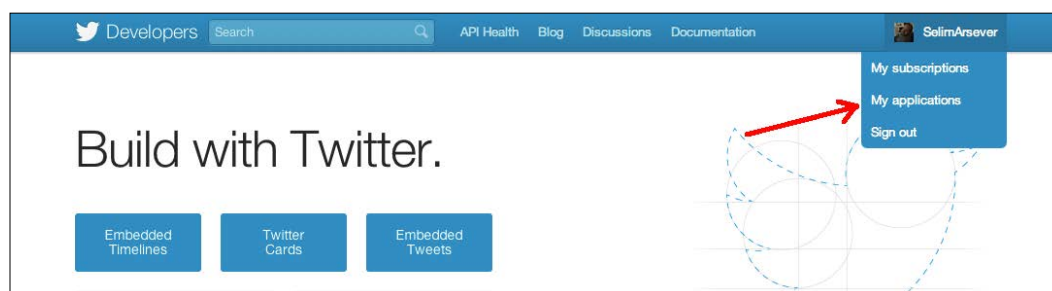 Developers Search API Health Blog Discussions Documentation SelimArsever
My subscriptions
My applications
Sign out
Build with Twitter.
Embedded
Timelines
Twitter
Cards
Embedded
Tweets